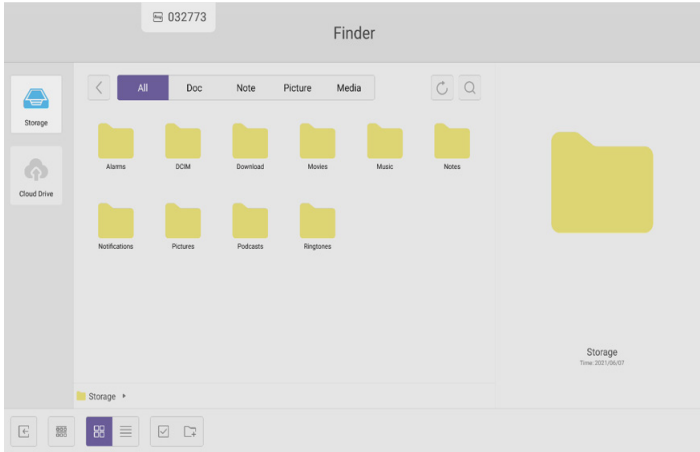 032773
Finder
All Doc Note Picture Media
Storage
Cloud Drive
Alarms DCIM Download Movies Music Notes
Notifications Pictures Podcasts Ringtones
Storage
Time: 2021/06/07
Storage